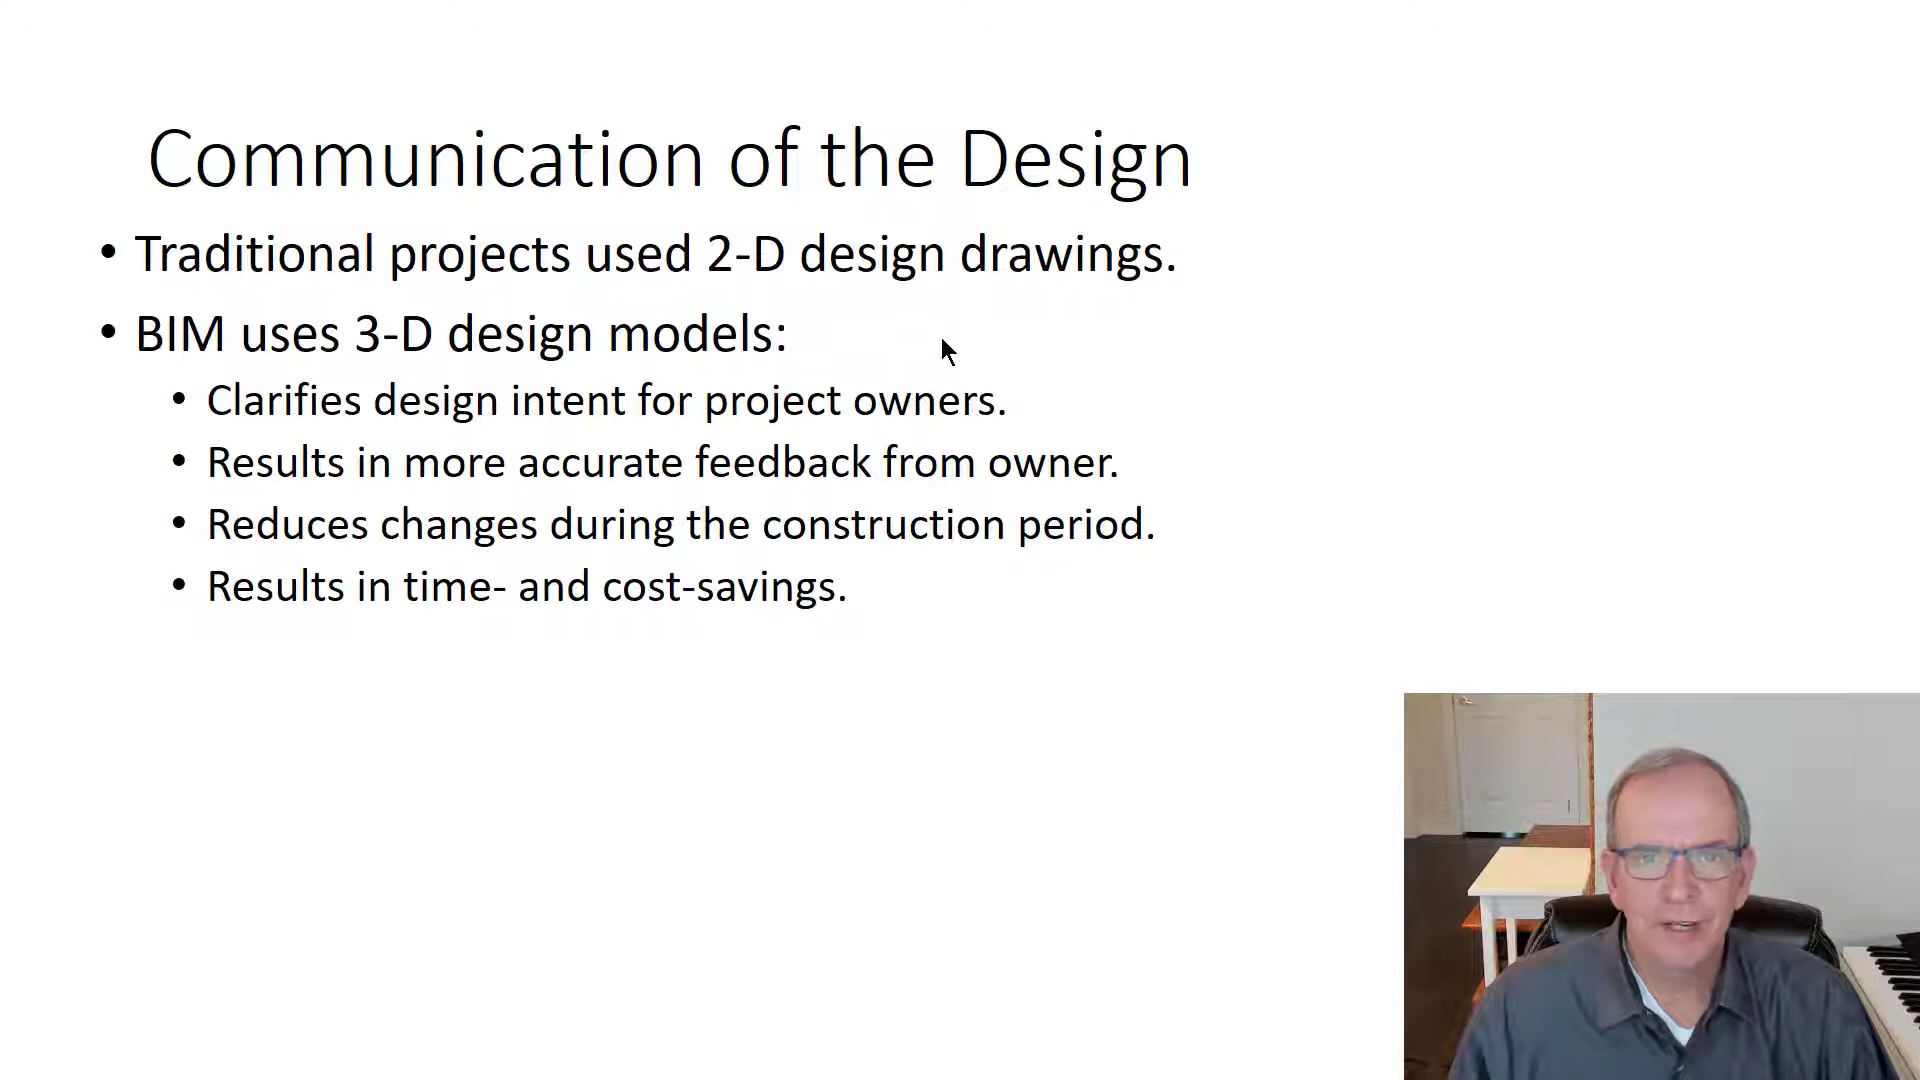 Communication of the Design
• Traditional projects used 2-D design drawings.
• BIM uses 3-D design models:
• Clarifies design intent for project owners.
• Results in more accurate feedback from owner.
• Reduces changes during the construction period.
• Results in time- and cost-savings.